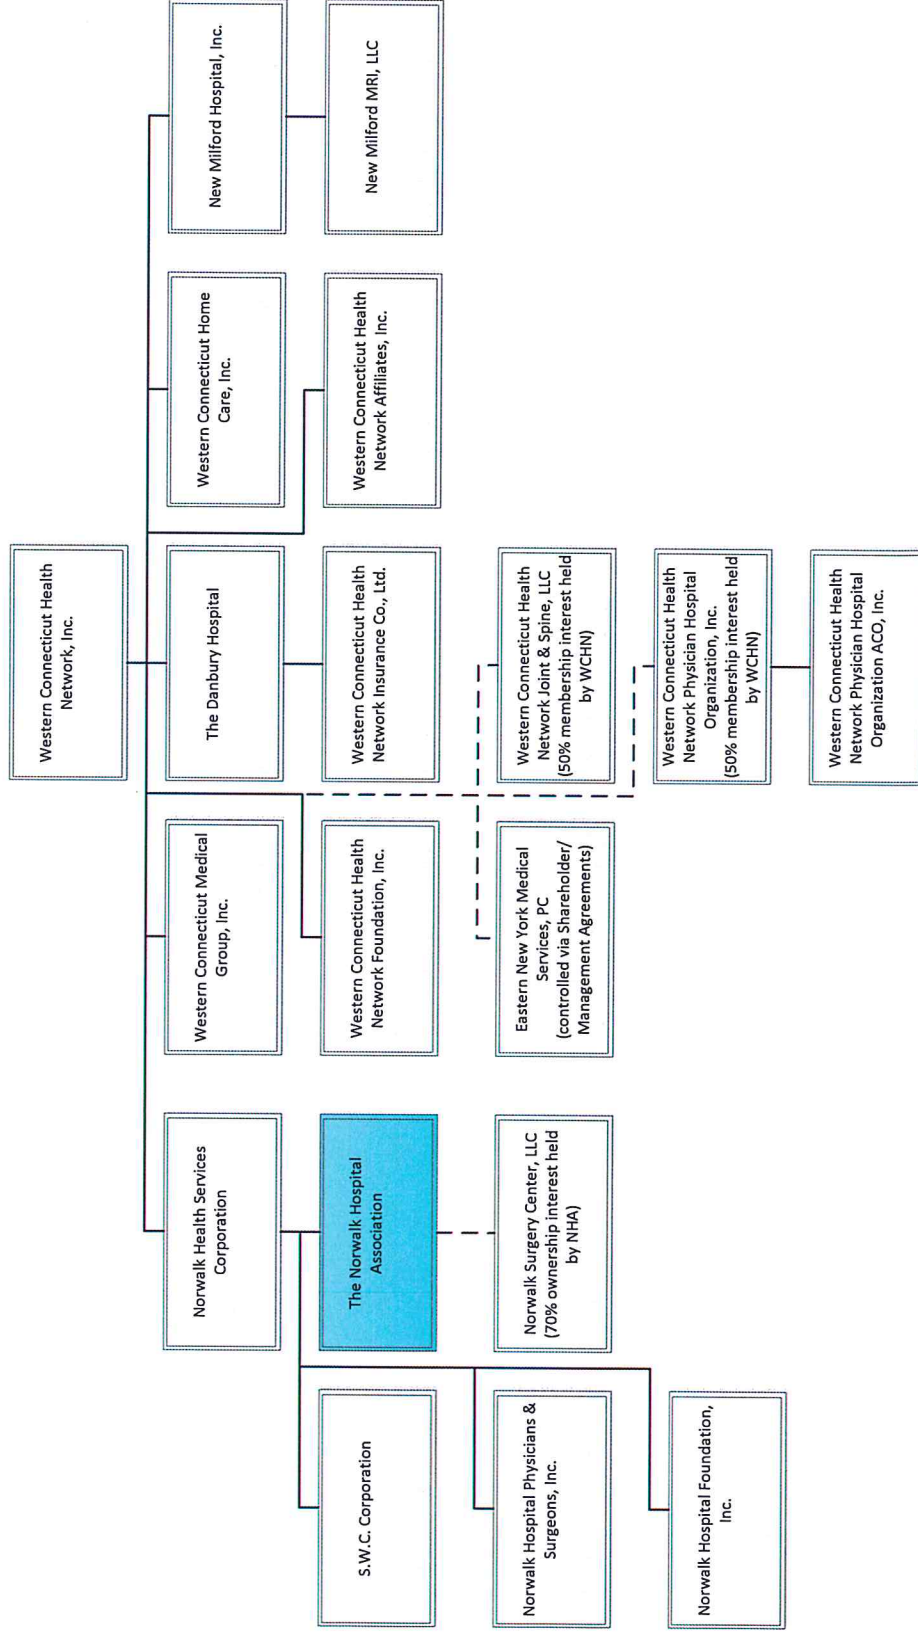 Western Connecticut Health
Network, Inc.
Norwalk Health Services
Corporation
Western Connecticut Medical
Group, Inc.
The Danbury Hospital
Western Connecticut Home
Care, Inc.
New Milford Hospital, Inc.
S.W.C. Corporation
The Norwalk Hospital
Association
Western Connecticut Health
Network Foundation, Inc.
Western Connecticut Health
Network Insurance Co., Ltd.
Western Connecticut Health
Network Affiliates, Inc.
New Milford MRI, LLC
Norwalk Hospital Physicians &
Surgeons, Inc.
Norwalk Surgery Center, LLC
(70% ownership interest held
by NHA)
Eastern New York Medical
Services, PC
(controlled via Shareholder/
Management Agreements)
Western Connecticut Health
Network Joint & Spine, LLC
(50% membership interest held
by WCHN)
Norwalk Hospital Foundation,
Inc.
Western Connecticut Health
Network Physician Hospital
Organization, Inc.
(50% membership interest held
by WCHN)
Western Connecticut Health
Network Physician Hospital
Organization ACO, Inc.